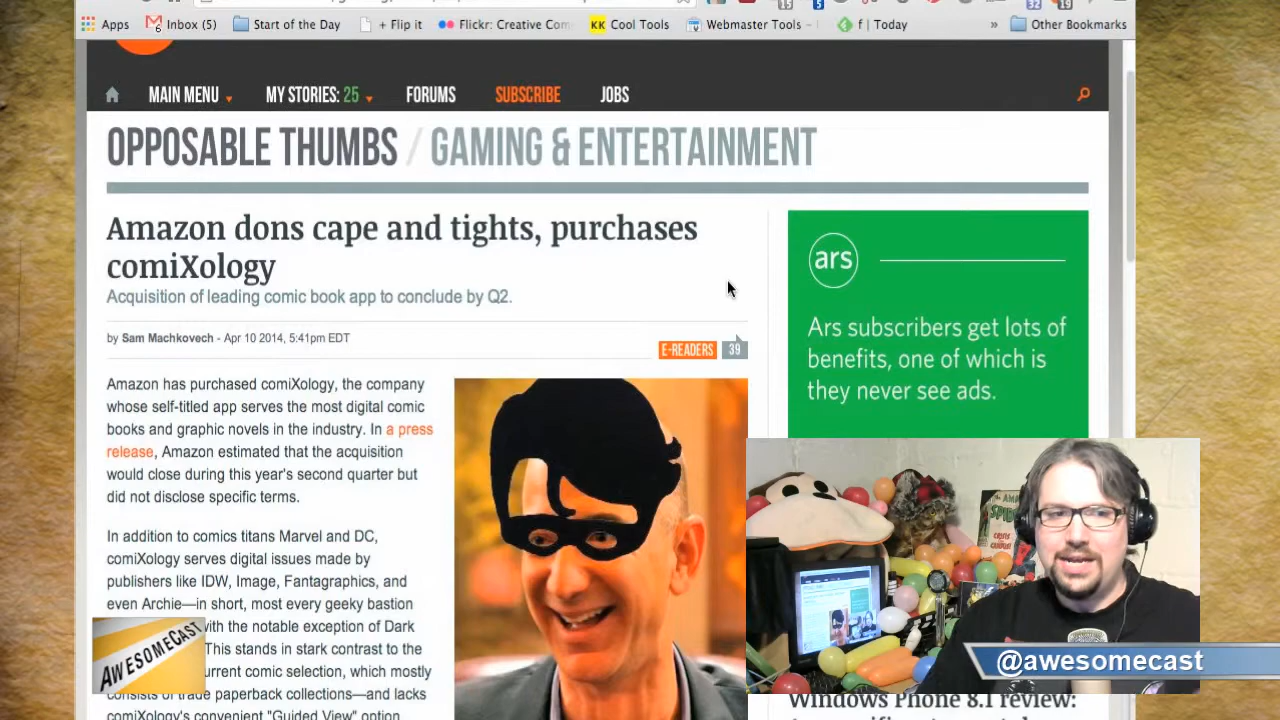 Apps
Inbox (5)
Start of the Day
+ Flip it
Flickr: Creative Com
KK Cool Tools
Webmaster Tools -
f | Today
»
Other Bookmarks
MAIN MENU
MY STORIES: 25
FORUMS
SUBSCRIBE
JOBS
OPPOSABLE THUMBS / GAMING & ENTERTAINMENT
Amazon dons cape and tights, purchases
comiXology
Acquisition of leading comic book app to conclude by Q2.
by Sam Machkovech - Apr 10 2014, 5:41pm EDT
E-READERS
39
Amazon has purchased comiXology, the company
whose self-titled app serves the most digital comic
books and graphic novels in the industry. In a press
release, Amazon estimated that the acquisition
would close during this year's second quarter but
did not disclose specific terms.
In addition to comics titans Marvel and DC,
comiXology serves digital issues made by
publishers like IDW, Image, Fantagraphics, and
even Archie—in short, most every geeky bastion
with the notable exception of Dark
This stands in stark contrast to the
current comic selection, which mostly
consists of trade paperback collections—and lacks
comiXology's convenient "Guided View" option
ars
Ars subscribers get lots of
benefits, one of which is
they never see ads.
AWESOMECAST
@awesomecast
Windows Phone 8.1 review: